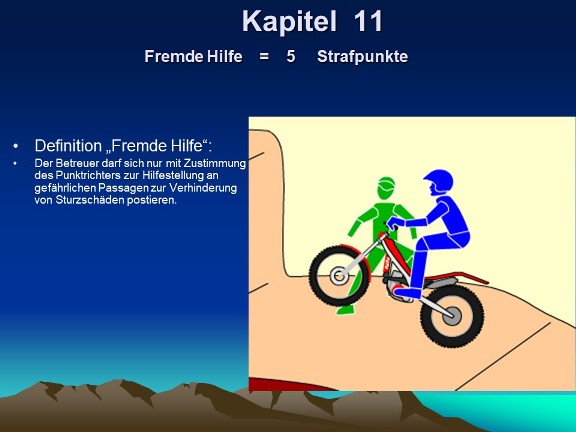 Kapitel 11
Fremde Hilfe = 5 Strafpunkte
• Definition „Fremde Hilfe“:
• Der Betreuer darf sich nur mit Zustimmung
des Punktrichters zur Hilfestellung an
gefährlichen Passagen zur Verhinderung
von Sturzschäden postieren.